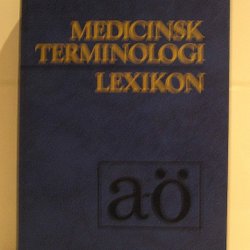 MEDICINSK
TERMINOLOGI
LEXIKON
a-ö